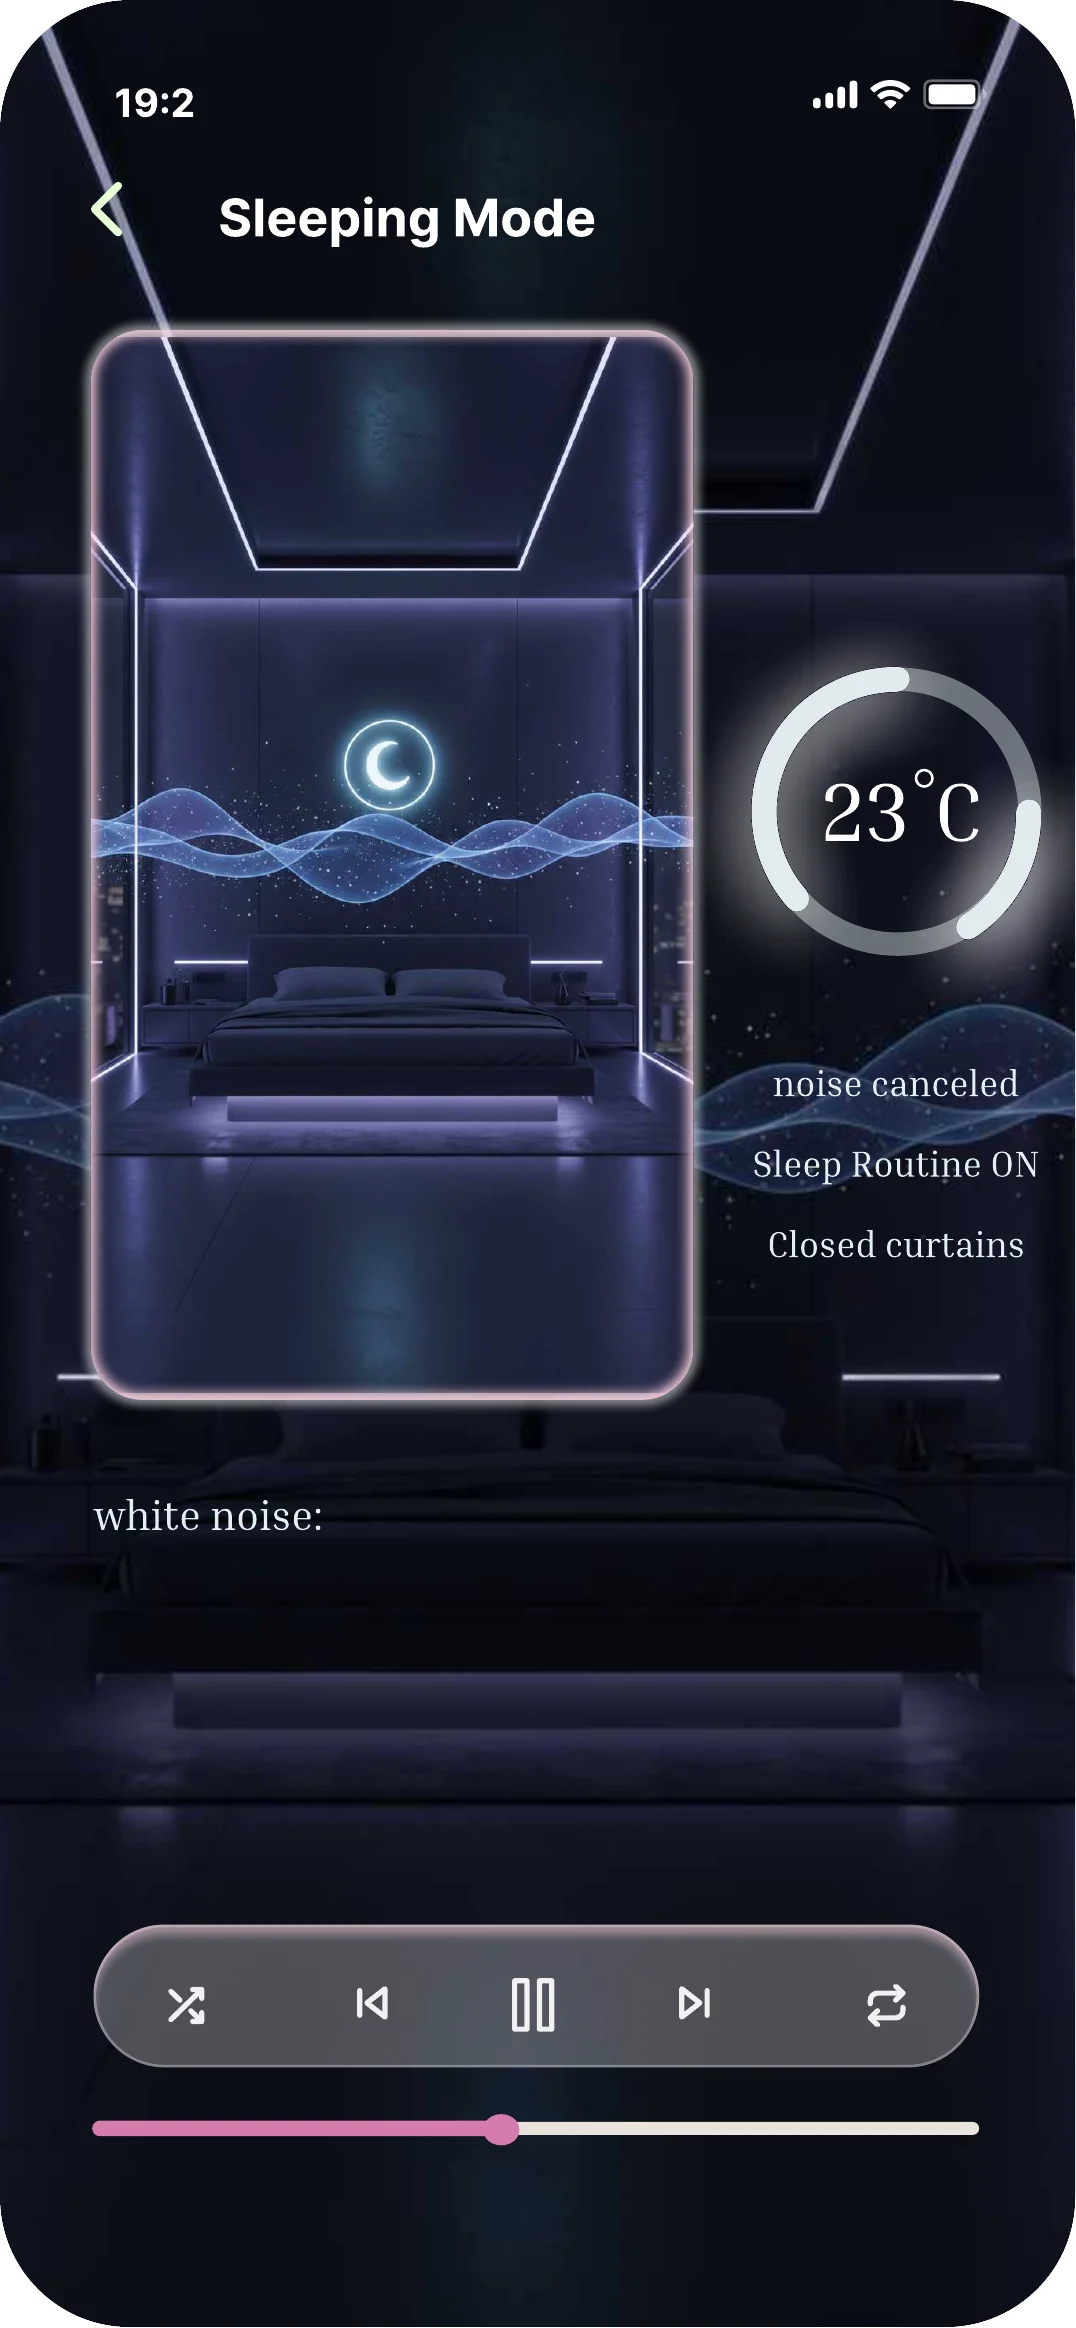 19:2
Sleeping Mode
23°C
noise canceled
Sleep Routine ON
Closed curtains
white noise: